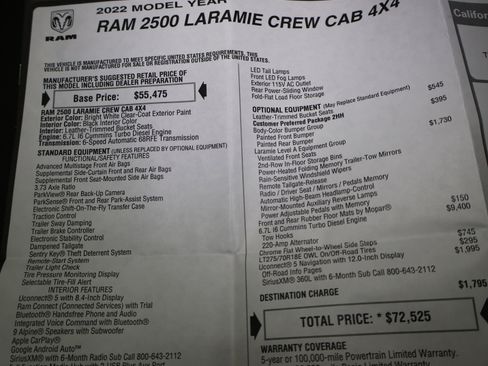 2022 MODEL YEAR
RAM 2500 LARAMIE CREW CAB 4X4
RAM
THIS VEHICLE IS MANUFACTURED TO MEET SPECIFIC UNITED STATES REQUIREMENTS. THIS
VEHICLE IS NOT MANUFACTURED FOR SALE OR REGISTRATION OUTSIDE OF THE UNITED STATES.
MANUFACTURER'S SUGGESTED RETAIL PRICE OF
THIS MODEL INCLUDING DEALER PREPARATION
Base Price: $55,475
RAM 2500 LARAMIE CREW CAB 4X4
Exterior Color: Bright White Clear-Coat Exterior Paint
Interior Color: Black Interior Color
Interior: Leather-Trimmed Bucket Seats
Engine: 6.7L I6 Cummins Turbo Diesel Engine
Transmission: 6-Speed Automatic 68RFE Transmission
STANDARD EQUIPMENT (UNLESS REPLACED BY OPTIONAL EQUIPMENT)
FUNCTIONAL/SAFETY FEATURES
Advanced Multistage Front Air Bags
Supplemental Side-Curtain Front and Rear Air Bags
Supplemental Front Seat-Mounted Side Air Bags
3.73 Axle Ratio
ParkView® Rear Back-Up Camera
ParkSense® Front and Rear Park-Assist System
Electronic Shift-On-The-Fly Transfer Case
Traction Control
Trailer Sway Damping
Trailer Brake Controller
Electronic Stability Control
Dampened Tailgate
Sentry Key® Theft Deterrent System
Remote-Start System
Trailer Light Check
Tire Pressure Monitoring Display
Selectable Tire-Fill Alert
INTERIOR FEATURES
Uconnect® 5 with 8.4-Inch Display
Ram Connect (Connected Services) with Trial
Bluetooth® Handsfree Phone and Audio
Integrated Voice Command with Bluetooth®
9 Alpine® Speakers with Subwoofer
Apple CarPlay®
Google Android Auto™
SiriusXM® with 6-Month Radio Sub Call 800-643-2112
LED Tail Lamps
Front LED Fog Lamps
Exterior 115V AC Outlet
Rear Power-Sliding Window
Fold-Flat Load Floor Storage
OPTIONAL EQUIPMENT (May Replace Standard Equipment)
Leather-Trimmed Bucket Seats $545
Customer Preferred Package 2HH
Body-Color Bumper Group $395
Painted Front Bumper
Painted Rear Bumper
Laramie Level A Equipment Group $1,730
Ventilated Front Seats
2nd-Row In-Floor Storage Bins
Power-Heated Folding Memory Trailer-Tow Mirrors
Rain-Sensitive Windshield Wipers
Remote Tailgate-Release
Radio / Driver Seat / Mirrors / Pedals Memory
Automatic High-Beam Headlamp-Control
Mirror-Mounted Auxiliary Reverse Lamps
Power Adjustable Pedals with Memory
Front and Rear Rubber Floor Mats by Mopar® $150
6.7L I6 Cummins Turbo Diesel Engine $9,400
Tow Hooks
220-Amp Alternator
Chrome Flat Wheel-to-Wheel Side Steps $745
LT275/70R18E OWL On/Off-Road Tires $295
Uconnect® 5 Navigation with 12.0-Inch Display $1,995
Off-Road Info Pages
SiriusXM® 360L with 6-Month Sub Call 800-643-2112
DESTINATION CHARGE $1,795
TOTAL PRICE: * $72,525
WARRANTY COVERAGE
5-year or 100,000-mile Powertrain Limited Warranty.
Californ